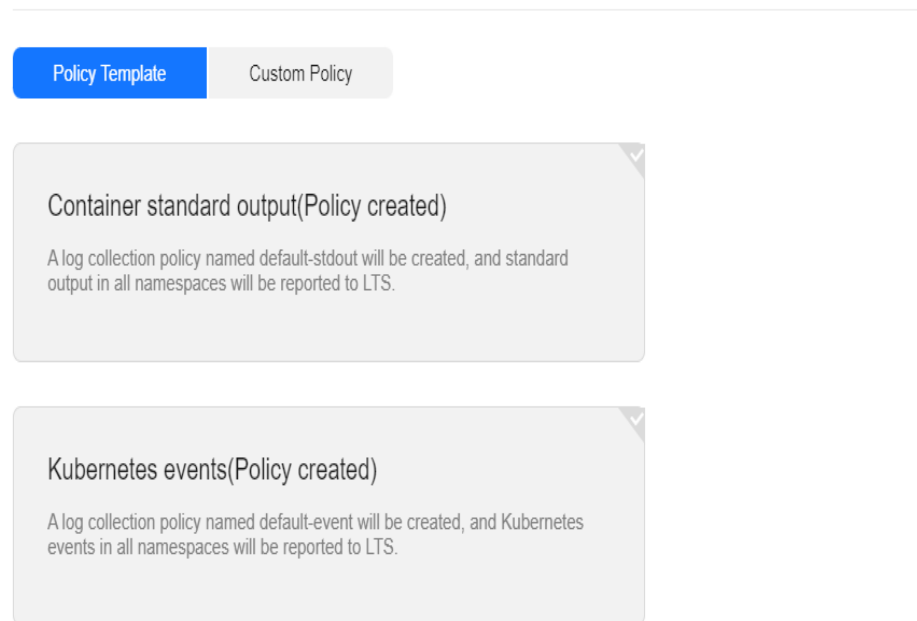 Policy Template Custom Policy
Container standard output(Policy created)
A log collection policy named default-stdout will be created, and standard
output in all namespaces will be reported to LTS.
Kubernetes events(Policy created)
A log collection policy named default-event will be created, and Kubernetes
events in all namespaces will be reported to LTS.